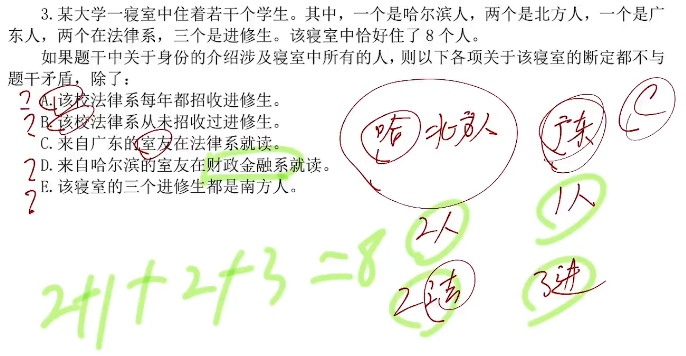 3.某大学一寝室中住着若干个学生。其中，一个是哈尔滨人，两个是北方人，一个是广
东人，两个在法律系，三个是进修生。该寝室中恰好住了8个人。
如果题干中关于身份的介绍涉及寝室中所有的人，则以下各项关于该寝室的断定都不与
题干矛盾，除了：
? A.该校法律系每年都招收进修生。
? B.该校法律系从未招收过进修生。
C.来自广东的室友在法律系就读。
? D.来自哈尔滨的室友在财政金融系就读。
? E.该寝室的三个进修生都是南方人。
哈 二北方人 广东 C
2人 1人
2法 3进
2+1+2+3=8